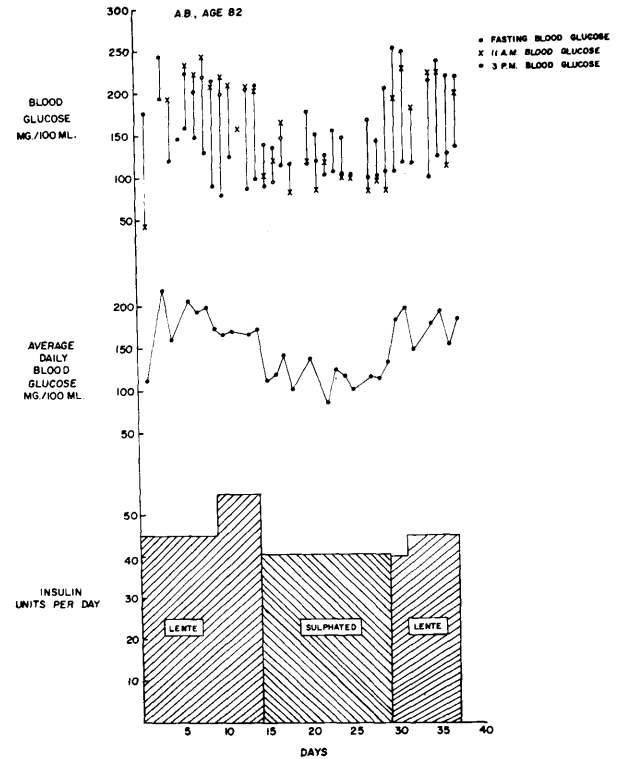 A.B., AGE 82
• FASTING BLOOD GLUCOSE
x 11 A.M. BLOOD GLUCOSE
• 3 P.M. BLOOD GLUCOSE
BLOOD
GLUCOSE
MG./100 ML.
300
250
200
150
100
50
AVERAGE
DAILY
BLOOD
GLUCOSE
MG./100 ML.
200
150
100
50
INSULIN
UNITS PER DAY
50
40
30
20
10
LENTE
SULPHATED
LENTE
5
10
15
20
25
30
35
40
DAYS